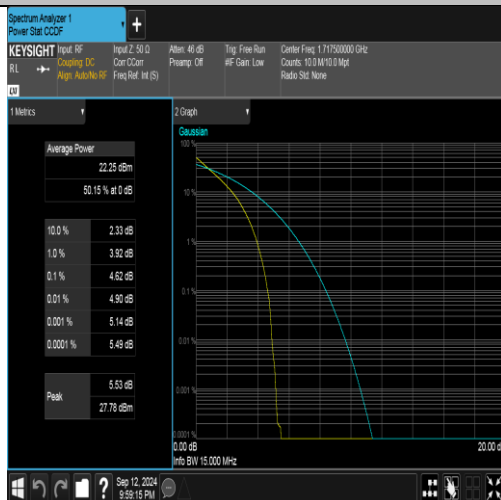 Spectrum Analyzer 1
Power Stat CCDF
KEYSIGHT
Input: RF
Coupling: DC
Align: Auto/No RF
Input Z: 50 Ω
Corr CCorr
Freq Ref: Int (S)
Atten: 46 dB
Preamp: Off
Trig: Free Run
#IF Gain: Low
Center Freq: 1.717500000 GHz
Counts: 10.0 M/10.0 Mpt
Radio Std: None
RL
LXI
1 Metrics
Average Power
22.25 dBm
50.15 % at 0 dB
10.0 % 2.33 dB
1.0 % 3.92 dB
0.1 % 4.62 dB
0.01 % 4.90 dB
0.001 % 5.14 dB
0.0001 % 5.49 dB
Peak
5.53 dB
27.78 dBm
2 Graph
Gaussian
100 %
10 %
1 %
0.1 %
0.01 %
0.001 %
0.0001 %
0.00 dB
20.00 d
Info BW 15.000 MHz
Sep 12, 2024
9:59:15 PM